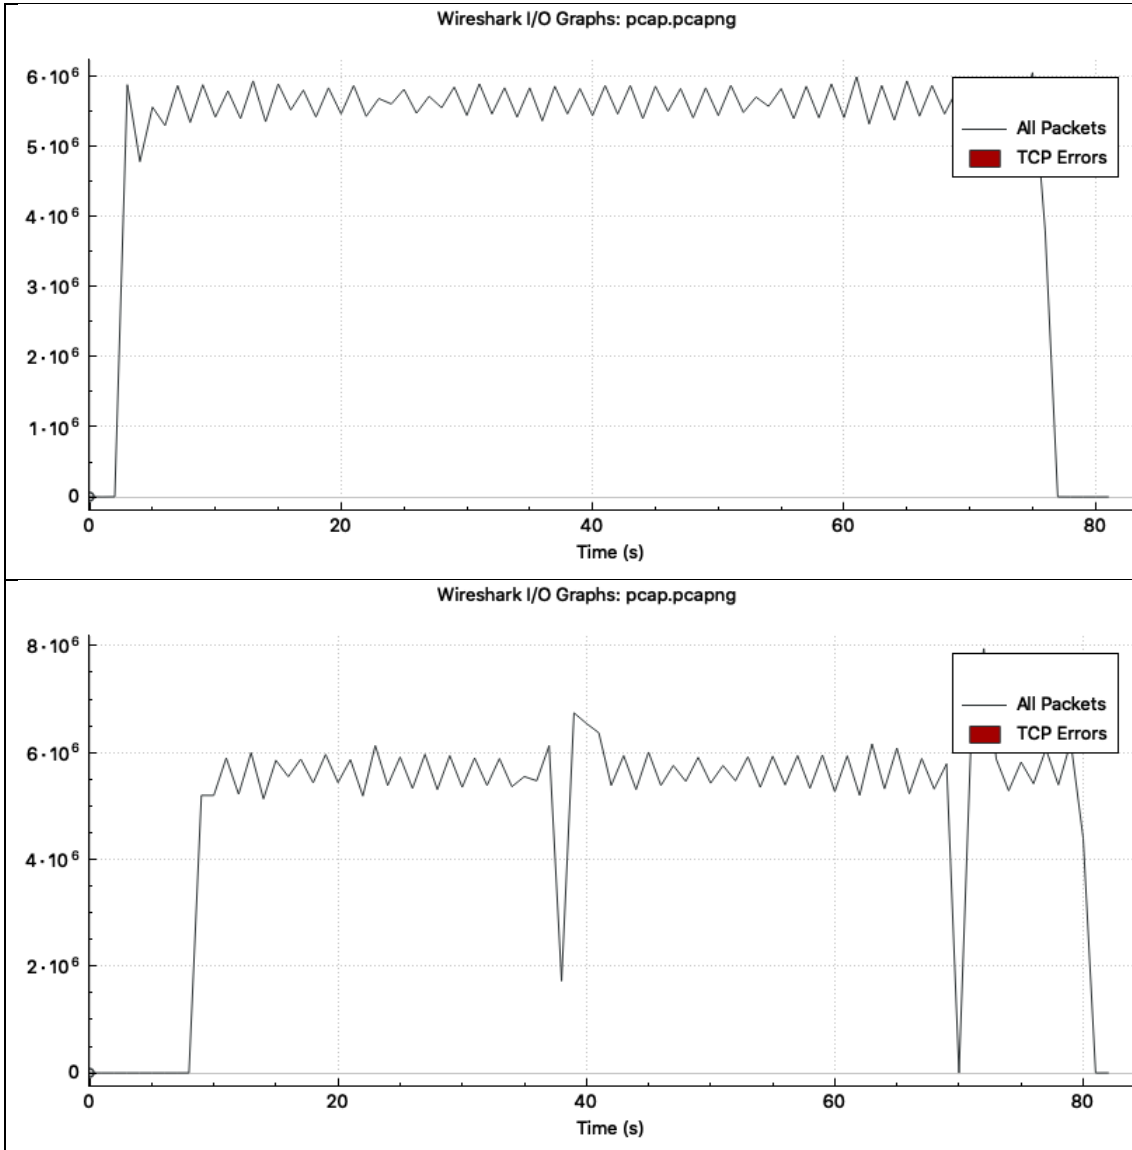 Wireshark I/O Graphs: pcap.pcapng
6·10⁶
5·10⁶
4·10⁶
3·10⁶
2·10⁶
1·10⁶
0
All Packets
TCP Errors
0 20 40 60 80
Time (s)
Wireshark I/O Graphs: pcap.pcapng
8·10⁶
6·10⁶
4·10⁶
2·10⁶
0
All Packets
TCP Errors
0 20 40 60 80
Time (s)